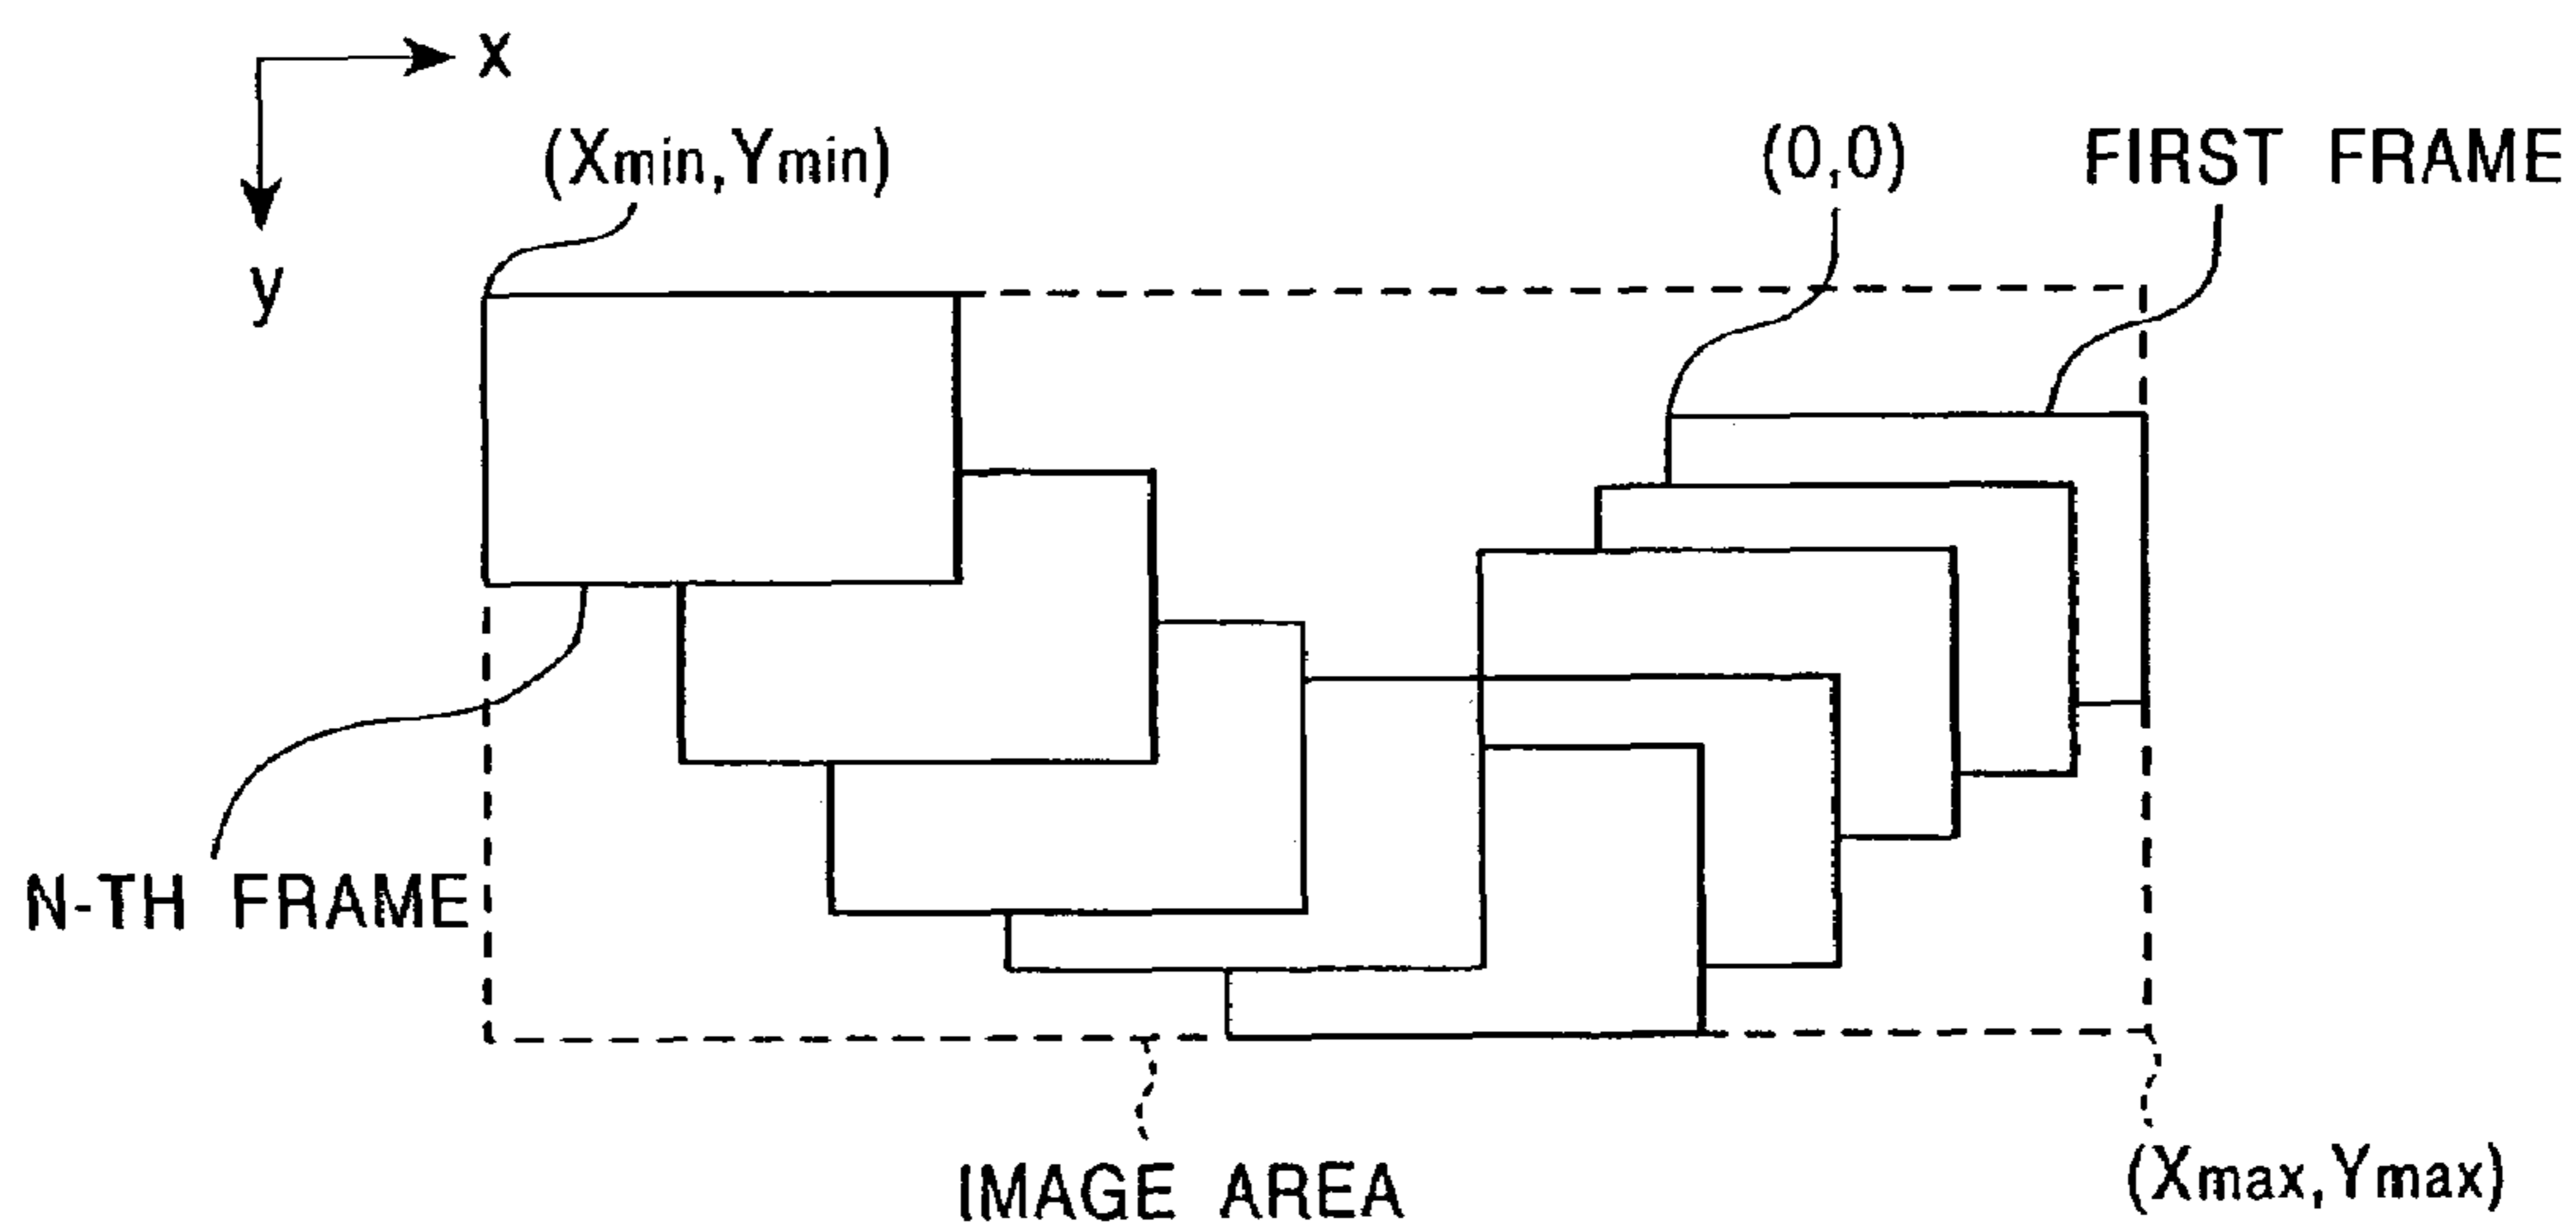 x
y
(Xmin,Ymin)
(0,0)
FIRST FRAME
N-TH FRAME
IMAGE AREA
(Xmax,Ymax)